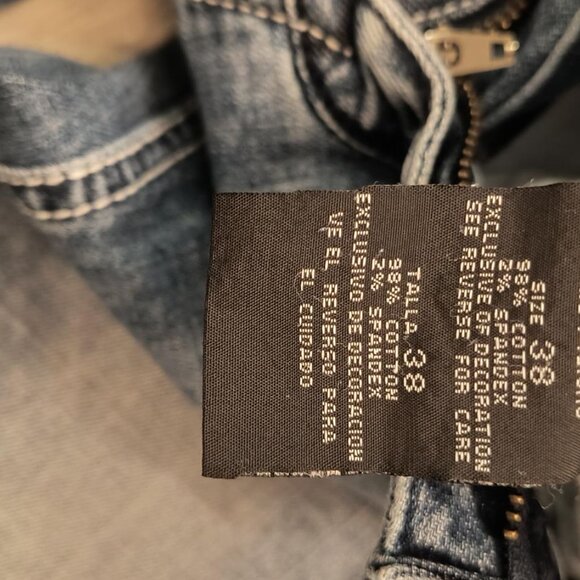 SIZE 38
98% COTTON
2% SPANDEX
EXCLUSIVE OF DECORATION
SEE REVERSE FOR CARE
TALLA 38
98% COTTON
2% SPANDEX
EXCLUSIVO DE DECORACION
VE EL REVERSO PARA
EL CUIDADO